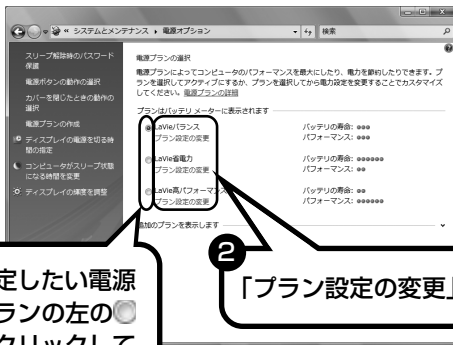 « システムとメンテナンス ▸ 電源オプション
検索
スリープ解除時のパスワード
保護
電源ボタンの動作の選択
カバーを閉じたときの動作の
選択
電源プランの作成
ディスプレイの電源を切る時
間の指定
コンピュータがスリープ状態
になる時間を変更
ディスプレイの輝度を調整
電源プランの選択
電源プランによってコンピュータのパフォーマンスを最大にしたり、電力を節約したりできます。プ
ランを選択してアクティブにするか、プランを選択してから電力設定を変更することでカスタマイズ
してください。電源プランの詳細
プランはバッテリ メーターに表示されます
LaVieバランス
バッテリの寿命:
プラン設定の変更
パフォーマンス:
LaVie省電力
バッテリの寿命:
プラン設定の変更
パフォーマンス:
LaVie高パフォーマンス
バッテリの寿命:
プラン設定の変更
パフォーマンス:
追加のプランを表示します
定したい電源
ランの左の
クリックして
2
「プラン設定の変更」